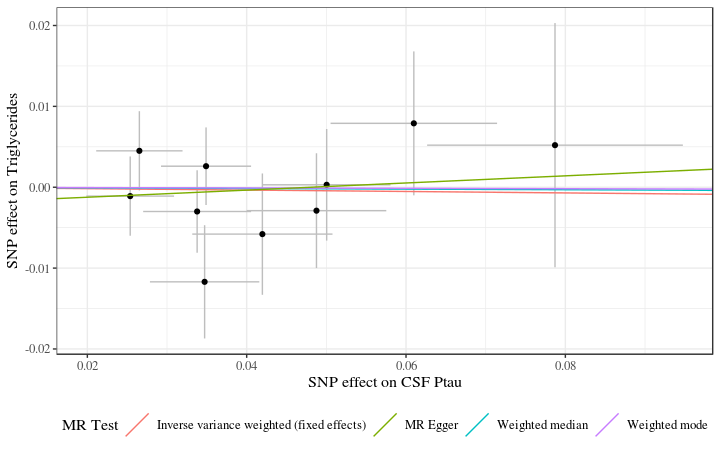 0.02
0.01
0.00
-0.01
-0.02
SNP effect on Triglycerides
0.02 0.04 0.06 0.08
SNP effect on CSF Ptau
MR Test Inverse variance weighted (fixed effects) MR Egger Weighted median Weighted mode